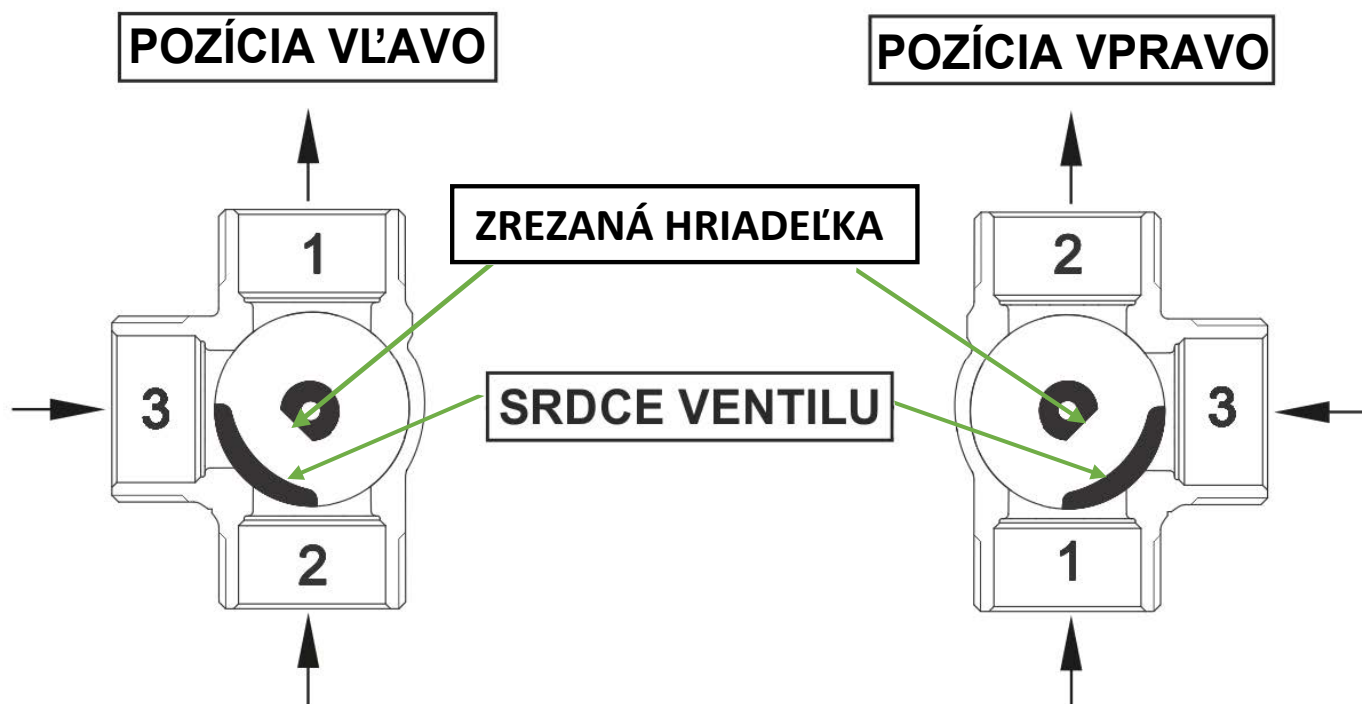 POZÍCIA VĽAVO
POZÍCIA VPRAVO
ZREZANÁ HRIADEĽKA
1
2
3
SRDCE VENTILU
3
2
1